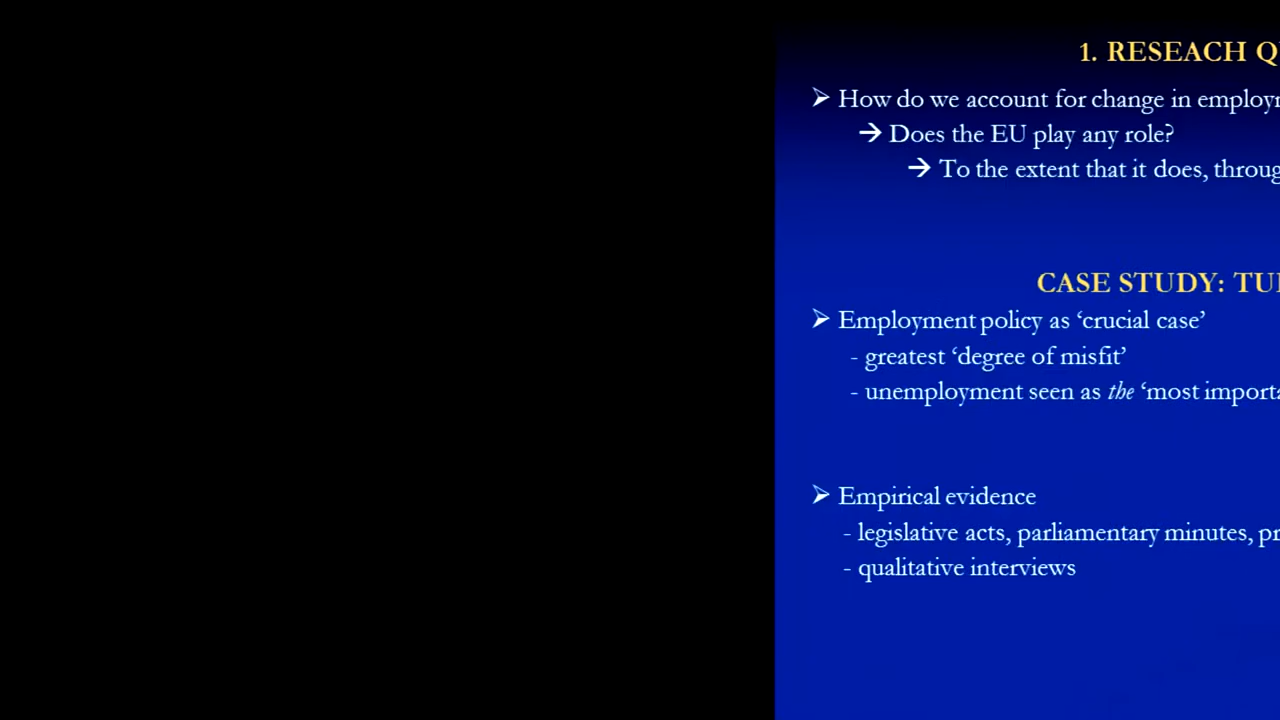 1. RESEACH Q
➢ How do we account for change in employm
→ Does the EU play any role?
→ To the extent that it does, throug
CASE STUDY: TU
➢ Employment policy as ‘crucial case’
- greatest ‘degree of misfit’
- unemployment seen as the ‘most importa
➢ Empirical evidence
- legislative acts, parliamentary minutes, pr
- qualitative interviews